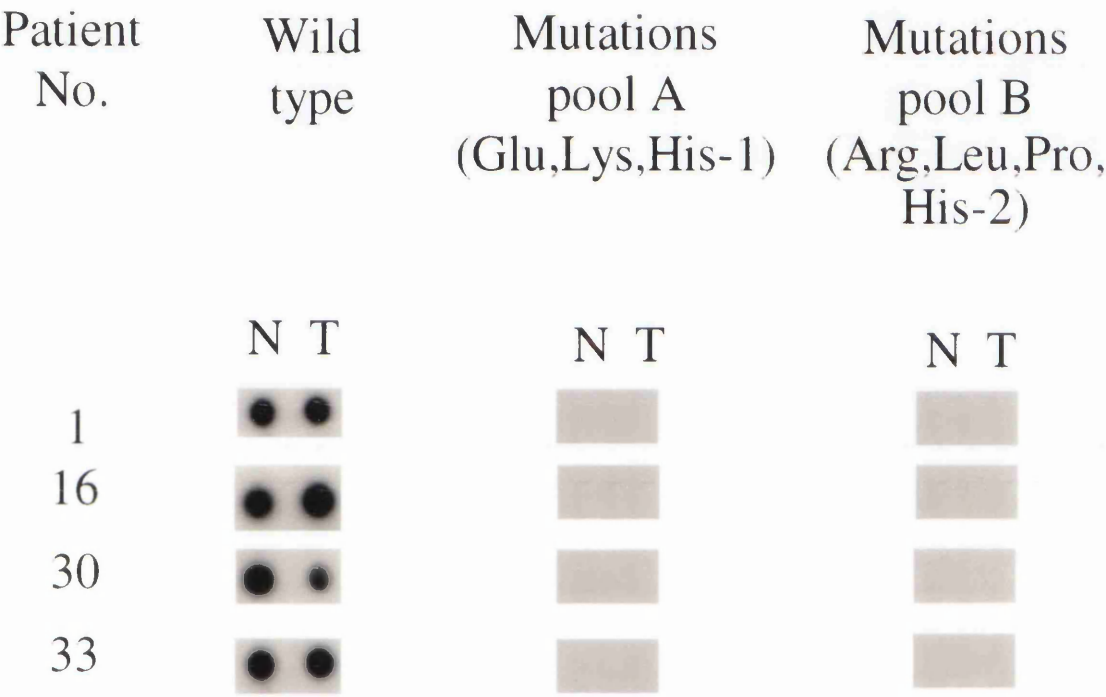 Patient No.
Wild type
Mutations pool A (Glu,Lys,His-1)
Mutations pool B (Arg,Leu,Pro, His-2)
N T
N T
N T
1
16
30
33